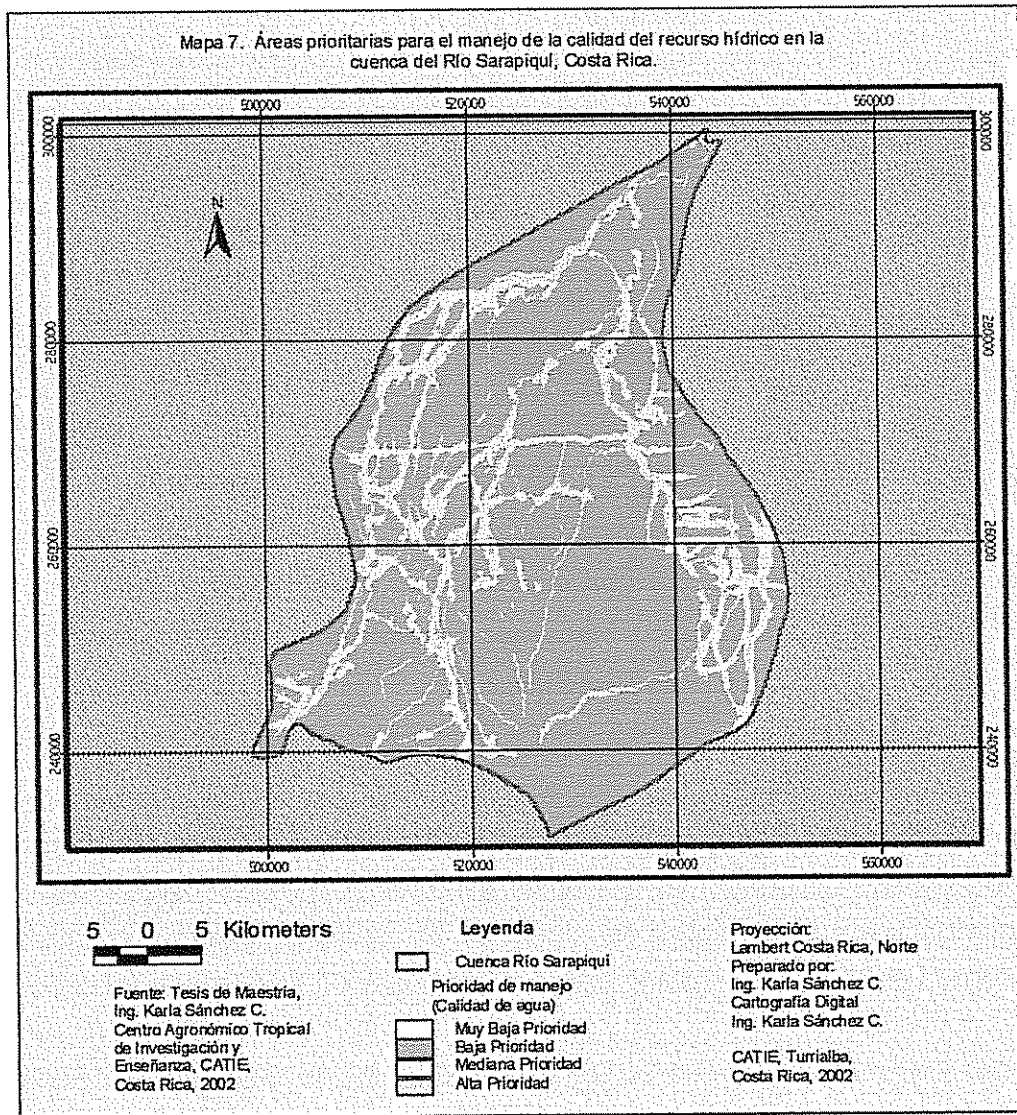 Mapa 7. Áreas prioritarias para el manejo de la calidad del recurso hídrico en la
cuenca del Río Sarapiquí, Costa Rica.
500000
520000
540000
560000
300000
300000
280000
280000
260000
260000
240000
240000
500000
520000
540000
560000
5 0 5 Kilometers
Fuente: Tesis de Maestría,
Ing. Karla Sánchez C.
Centro Agronómico Tropical
de Investigación y
Enseñanza, CATIE,
Costa Rica, 2002
Leyenda
Cuenca Río Sarapiquí
Prioridad de manejo
(Calidad de agua)
Muy Baja Prioridad
Baja Prioridad
Mediana Prioridad
Alta Prioridad
Proyección:
Lambert Costa Rica, Norte
Preparado por:
Ing. Karla Sánchez C.
Cartografía Digital
Ing. Karla Sánchez C.
CATIE, Turrialba,
Costa Rica, 2002